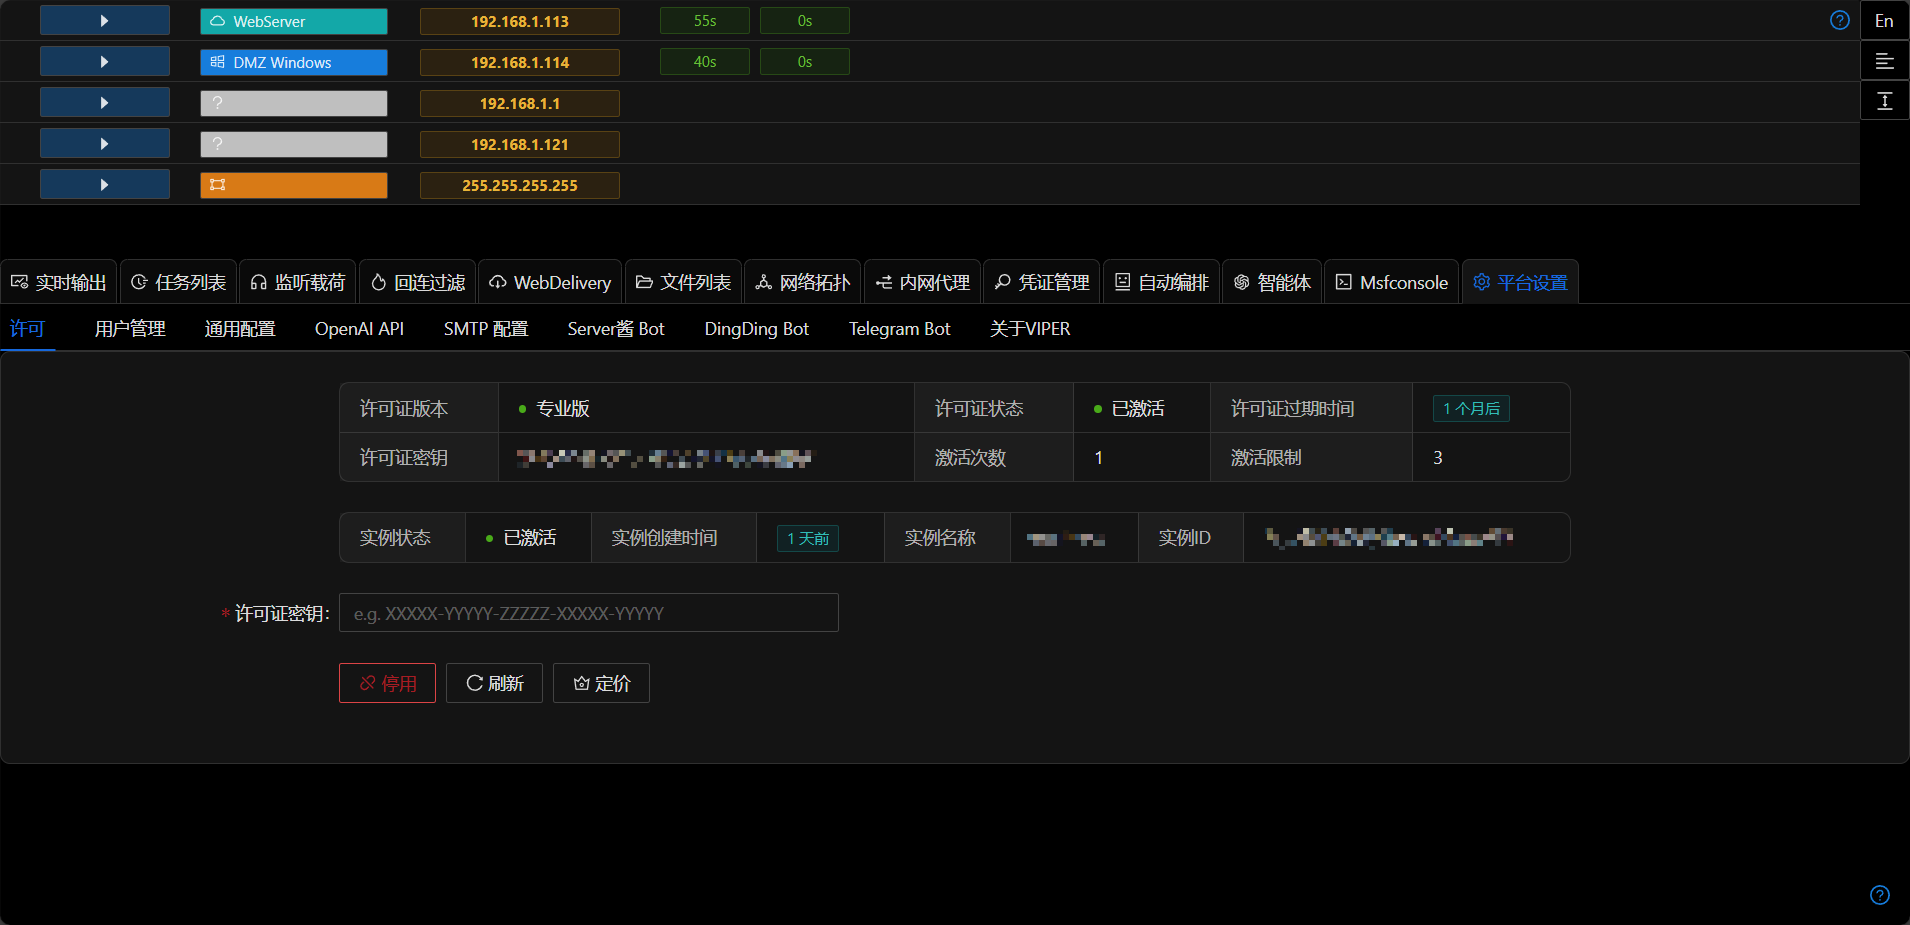 WebServer 192.168.1.113 55s 0s En
DMZ Windows 192.168.1.114 40s 0s
? 192.168.1.1
? 192.168.1.121
255.255.255.255
实时输出 任务列表 监听载荷 回连过滤 WebDelivery 文件列表 网络拓扑 内网代理 凭证管理 自动编排 智能体 Msfconsole 平台设置
许可 用户管理 通用配置 OpenAI API SMTP 配置 Server酱 Bot DingDing Bot Telegram Bot 关于VIPER
许可证版本 专业版 许可证状态 已激活 许可证过期时间 1 个月后
许可证密钥 激活次数 1 激活限制 3
实例状态 已激活 实例创建时间 1 天前 实例名称 实例ID
* 许可证密钥: e.g. XXXXX-YYYYY-ZZZZZ-XXXXX-YYYYY
停用 刷新 定价